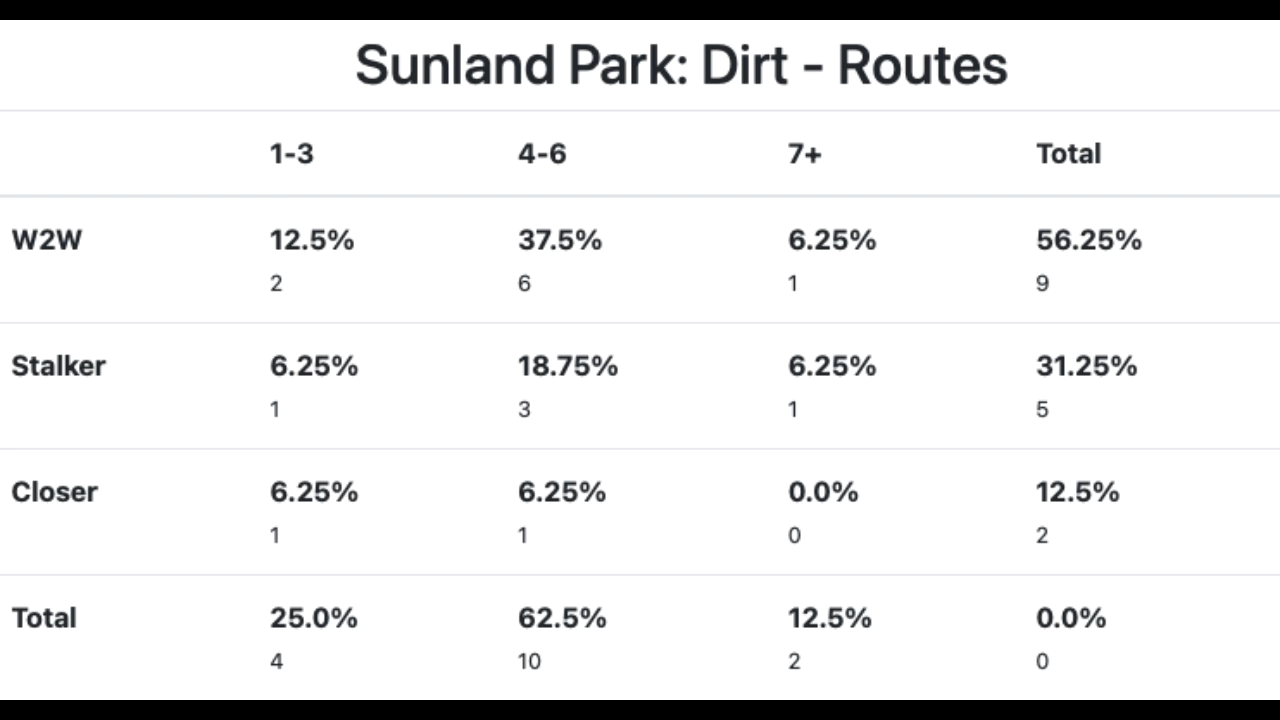 Sunland Park: Dirt - Routes
1-3 4-6 7+ Total
W2W 12.5% 37.5% 6.25% 56.25%
2 6 1 9
Stalker 6.25% 18.75% 6.25% 31.25%
1 3 1 5
Closer 6.25% 6.25% 0.0% 12.5%
1 1 0 2
Total 25.0% 62.5% 12.5% 0.0%
4 10 2 0